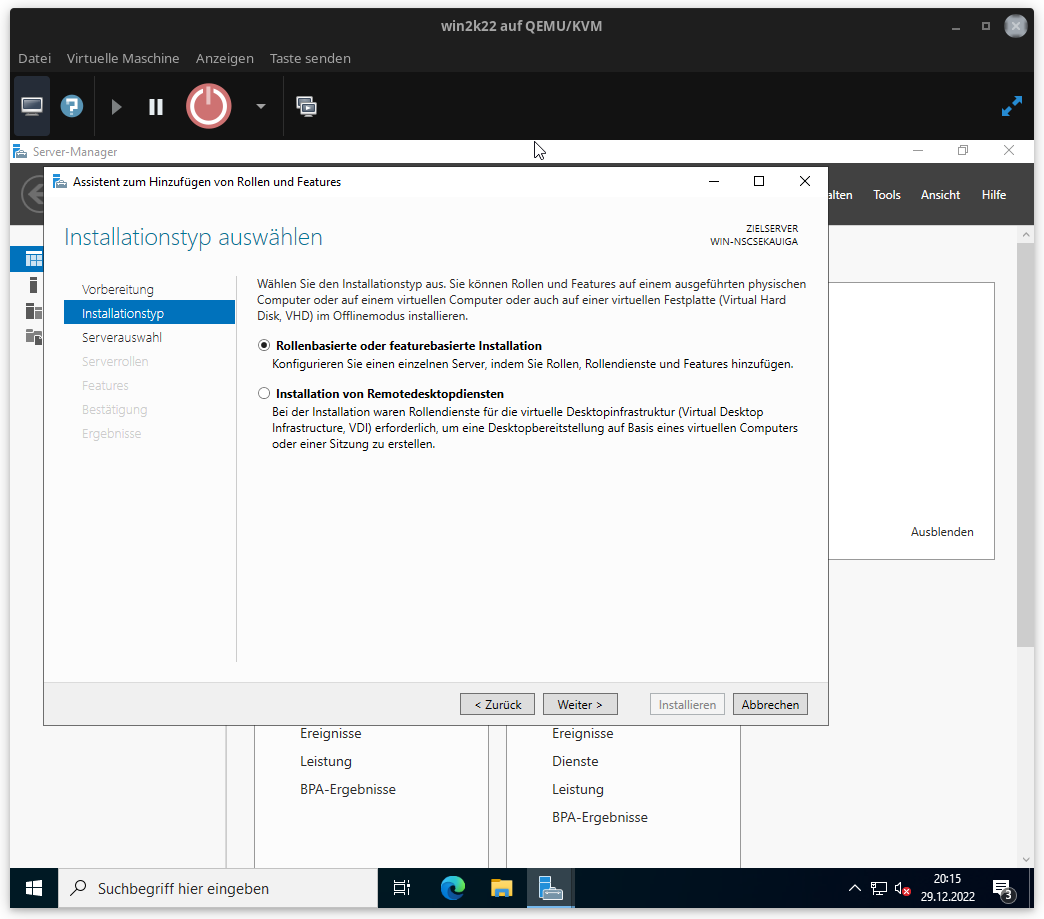 win2k22 auf QEMU/KVM
Datei Virtuelle Maschine Anzeigen Taste senden
Server-Manager
Assistent zum Hinzufügen von Rollen und Features
alten Tools Ansicht Hilfe
Installationstyp auswählen
ZIELSERVER
WIN-NSCSEKAUIGA
Vorbereitung
Installationstyp
Serverauswahl
Serverrollen
Features
Bestätigung
Ergebnisse
Wählen Sie den Installationstyp aus. Sie können Rollen und Features auf einem ausgeführten physischen
Computer oder auf einem virtuellen Computer oder auch auf einer virtuellen Festplatte (Virtual Hard
Disk, VHD) im Offlinemodus installieren.
Rollenbasierte oder featurebasierte Installation
Konfigurieren Sie einen einzelnen Server, indem Sie Rollen, Rollendienste und Features hinzufügen.
Installation von Remotedesktopdiensten
Bei der Installation waren Rollendienste für die virtuelle Desktopinfrastruktur (Virtual Desktop
Infrastructure, VDI) erforderlich, um eine Desktopbereitstellung auf Basis eines virtuellen Computers
oder einer Sitzung zu erstellen.
Ausblenden
< Zurück Weiter > Installieren Abbrechen
Ereignisse
Leistung
BPA-Ergebnisse
Ereignisse
Dienste
Leistung
BPA-Ergebnisse
Suchbegriff hier eingeben
20:15
29.12.2022
3